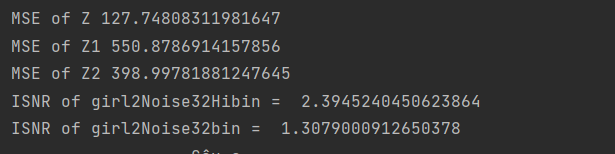 MSE of Z 127.74808311981647
MSE of Z1 550.8786914157856
MSE of Z2 398.99781881247645
ISNR of girl2Noise32Hibin =  2.3945240450623864
ISNR of girl2Noise32bin =  1.3079000912650378